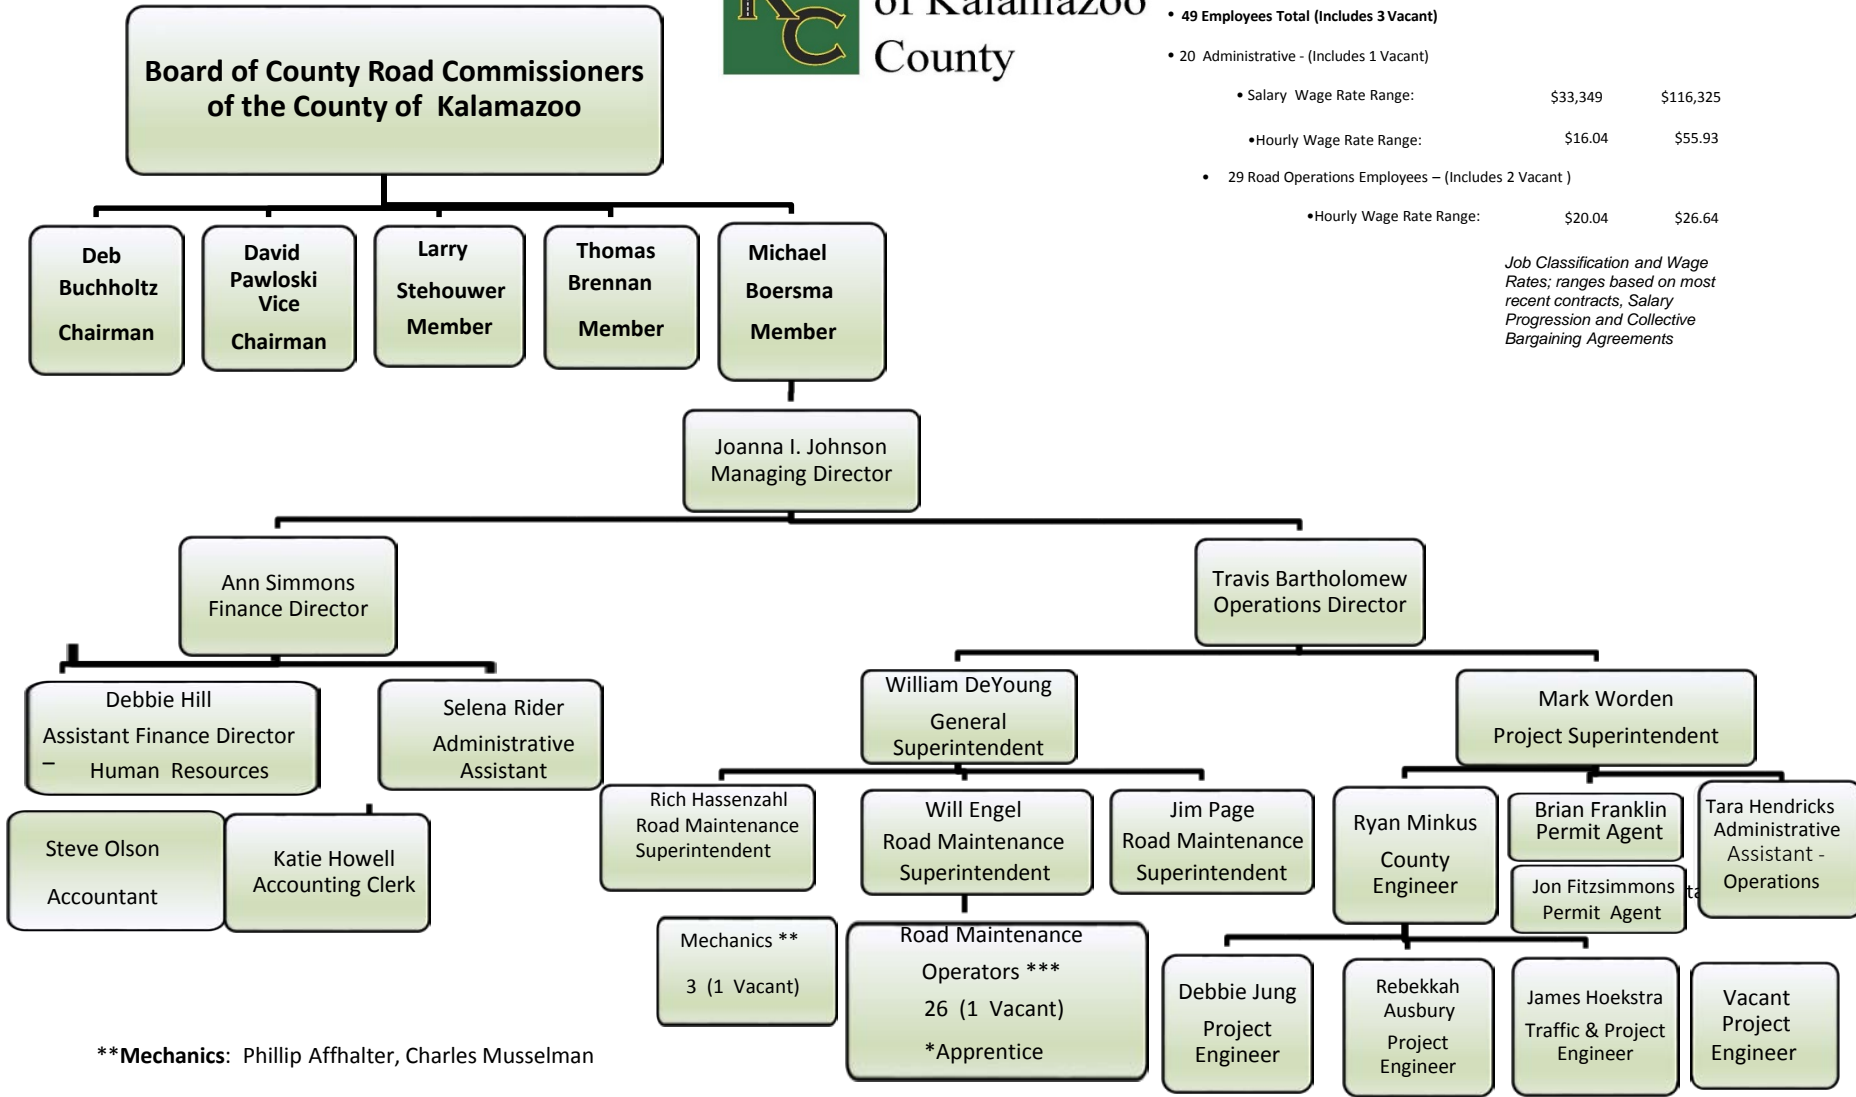 of Kalamazoo
County
• 49 Employees Total (Includes 3 Vacant)
• 20 Administrative - (Includes 1 Vacant)
• Salary Wage Rate Range: $33,349 $116,325
•Hourly Wage Rate Range: $16.04 $55.93
• 29 Road Operations Employees – (Includes 2 Vacant )
•Hourly Wage Rate Range: $20.04 $26.64
Job Classification and Wage
Rates; ranges based on most
recent contracts, Salary
Progression and Collective
Bargaining Agreements
Board of County Road Commissioners
of the County of Kalamazoo
Deb
Buchholtz
Chairman
David
Pawloski
Vice
Chairman
Larry
Stehouwer
Member
Thomas
Brennan
Member
Michael
Boersma
Member
Joanna I. Johnson
Managing Director
Ann Simmons
Finance Director
Travis Bartholomew
Operations Director
Debbie Hill
Assistant Finance Director
– Human Resources
Selena Rider
Administrative
Assistant
William DeYoung
General
Superintendent
Mark Worden
Project Superintendent
Steve Olson
Accountant
Katie Howell
Accounting Clerk
Rich Hassenzahl
Road Maintenance
Superintendent
Will Engel
Road Maintenance
Superintendent
Jim Page
Road Maintenance
Superintendent
Ryan Minkus
County
Engineer
Brian Franklin
Permit Agent
Jon Fitzsimmons
Permit Agent
Tara Hendricks
Administrative
Assistant -
Operations
Mechanics **
3 (1 Vacant)
Road Maintenance
Operators ***
26 (1 Vacant)
*Apprentice
Debbie Jung
Project
Engineer
Rebekkah
Ausbury
Project
Engineer
James Hoekstra
Traffic & Project
Engineer
Vacant
Project
Engineer
**Mechanics: Phillip Affhalter, Charles Musselman